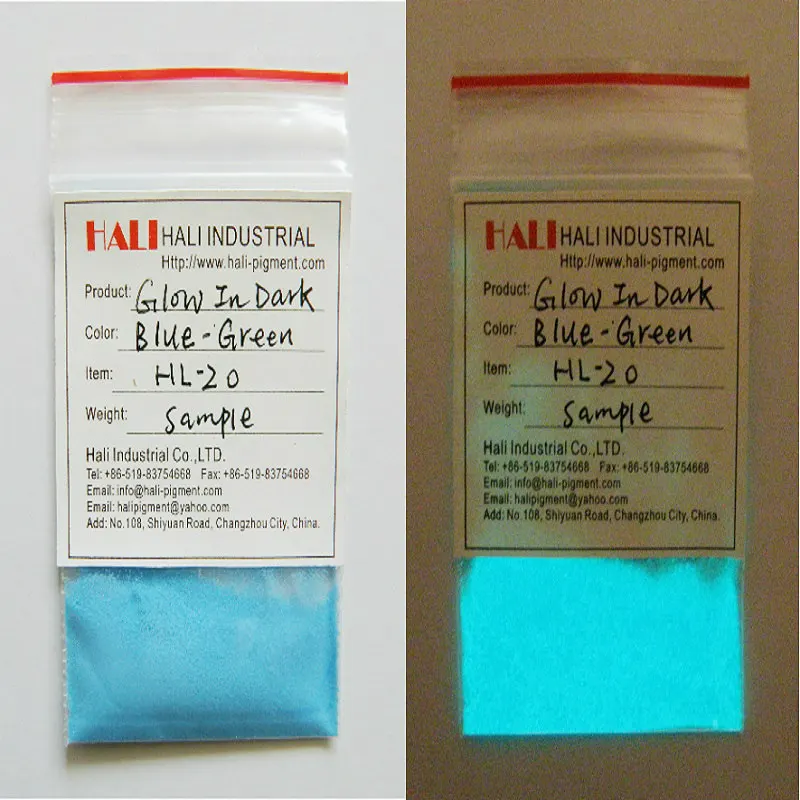 HALI HALI INDUSTRIAL
Http://www.hali-pigment.com
Product: Glow In Dark
Color: Blue-Green
Item: HL-20
Weight: Sample
Hali Industrial Co.,LTD.
Tel: +86-519-83754668 Fax: +86-519-83754668
Email: info@hali-pigment.com
Email: halipigment@yahoo.com
Add: No.108, Shiyuan Road, Changzhou City, China.
HALI HALI INDUSTRIAL
Http://www.hali-pigment.com
Product: Glow In Dark
Color: Blue-Green
Item: HL-20
Weight: Sample
Hali Industrial Co.,LTD.
Tel: +86-519-83754668 Fax: +86-519-83754668
Email: info@hali-pigment.com
Email: halipigment@yahoo.com
Add: No.108, Shiyuan Road, Changzhou City, China.